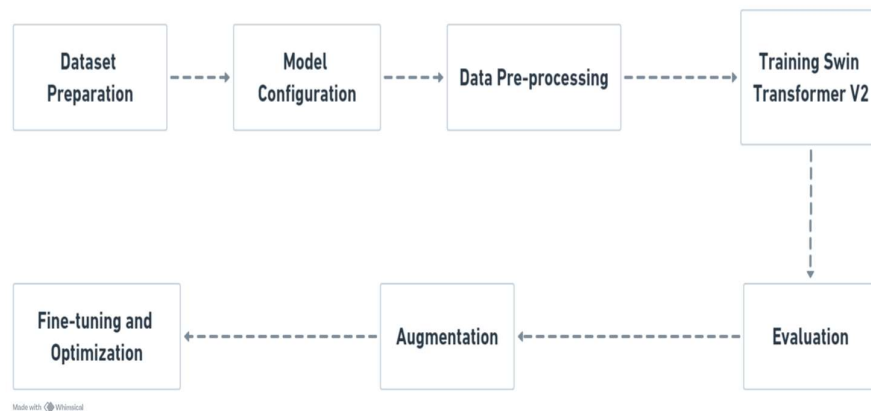 Dataset
Preparation
Model
Configuration
Data Pre-processing
Training Swin
Transformer V2
Fine-tuning and
Optimization
Augmentation
Evaluation
Made with Whimsical